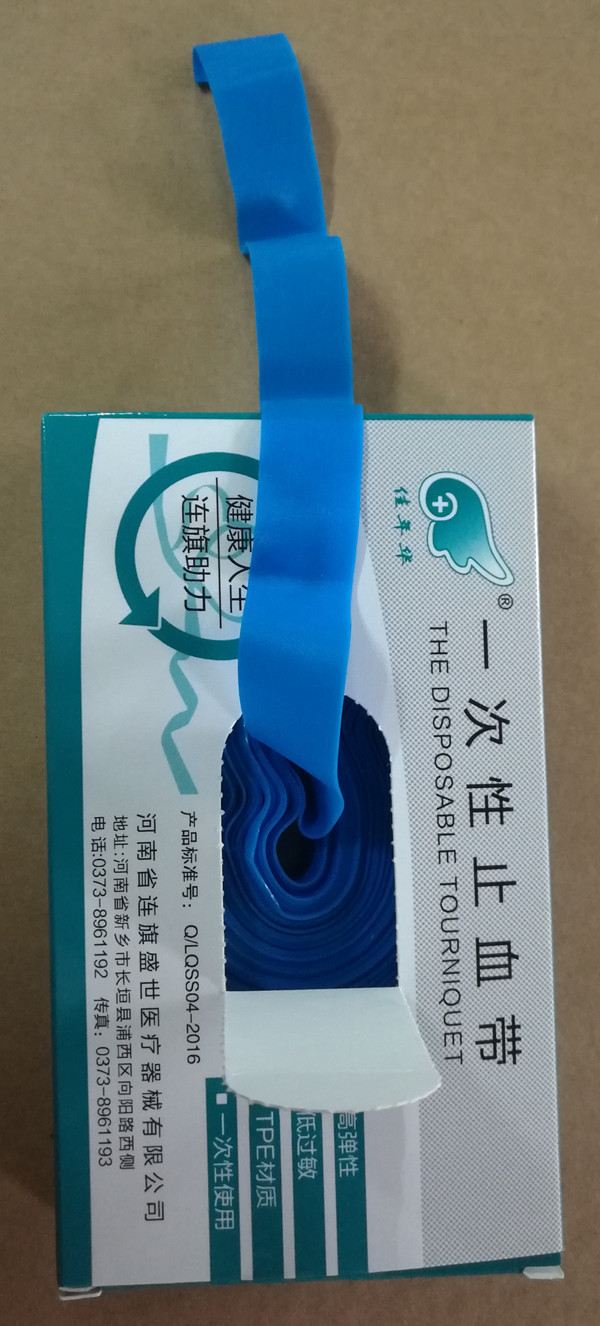 佳年华
®
一次性止血带
THE DISPOSABLE TOURNIQUET
健康人生
连旗助力
高弹性
低过敏
TPE材质
一次性使用
产品标准号：Q/LQSS04-2016
河南省连旗盛世医疗器械有限公司
地址:河南省新乡市长垣县浦西区向阳路西侧
电话:0373-8961192 传真：0373-8961193